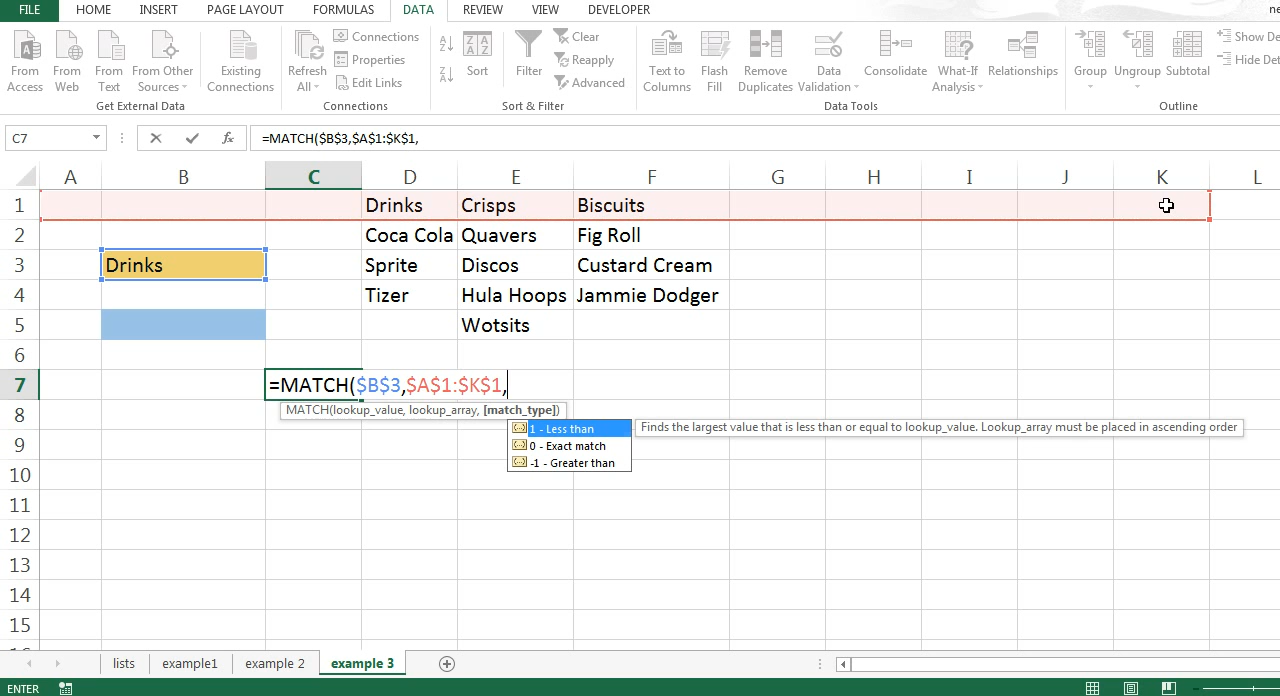 FILE HOME INSERT PAGE LAYOUT FORMULAS DATA REVIEW VIEW DEVELOPER ne
From Access
From Web
From Text
From Other Sources
Existing Connections
Get External Data
Refresh All
Connections
Properties
Edit Links
Connections
Sort
Filter
Clear
Reapply
Advanced
Sort & Filter
Text to Columns
Flash Fill
Remove Duplicates
Data Validation
Consolidate
What-If Analysis
Relationships
Data Tools
Group
Ungroup
Subtotal
Show De
Hide Det
Outline
C7 fx =MATCH($B$3,$A$1:$K$1,
A B C D E F G H I J K L
1 Drinks Crisps Biscuits
2 Coca Cola Quavers Fig Roll
3 Drinks Sprite Discos Custard Cream
4 Tizer Hula Hoops Jammie Dodger
5 Wotsits
6
7 =MATCH($B$3,$A$1:$K$1,
MATCH(lookup_value, lookup_array, [match_type])
8
1 - Less than Finds the largest value that is less than or equal to lookup_value. Lookup_array must be placed in ascending order
0 - Exact match
-1 - Greater than
9
10
11
12
13
14
15
lists example1 example 2 example 3
ENTER